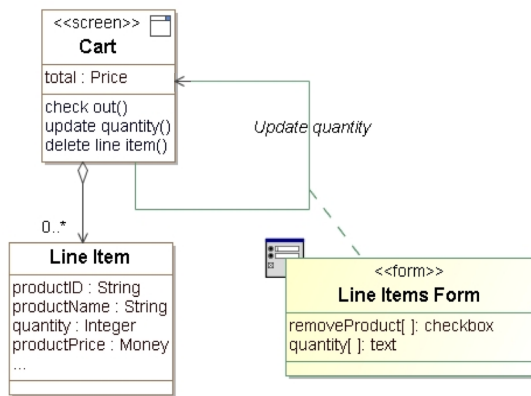 <<screen>>
Cart
total : Price
check out()
update quantity()
delete line item()
Update quantity
0..*
Line Item
productID : String
productName : String
quantity : Integer
productPrice : Money
...
<<form>>
Line Items Form
removeProduct[ ]: checkbox
quantity[ ]: text